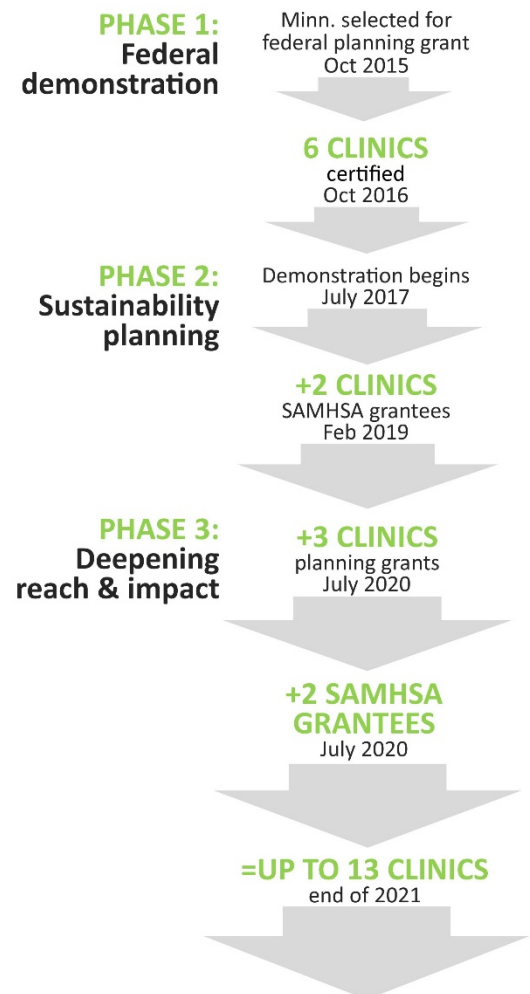 PHASE 1:
Federal
demonstration
Minn. selected for
federal planning grant
Oct 2015
6 CLINICS
certified
Oct 2016
PHASE 2:
Sustainability
planning
Demonstration begins
July 2017
+2 CLINICS
SAMHSA grantees
Feb 2019
PHASE 3:
Deepening
reach & impact
+3 CLINICS
planning grants
July 2020
+2 SAMHSA
GRANTEES
July 2020
=UP TO 13 CLINICS
end of 2021